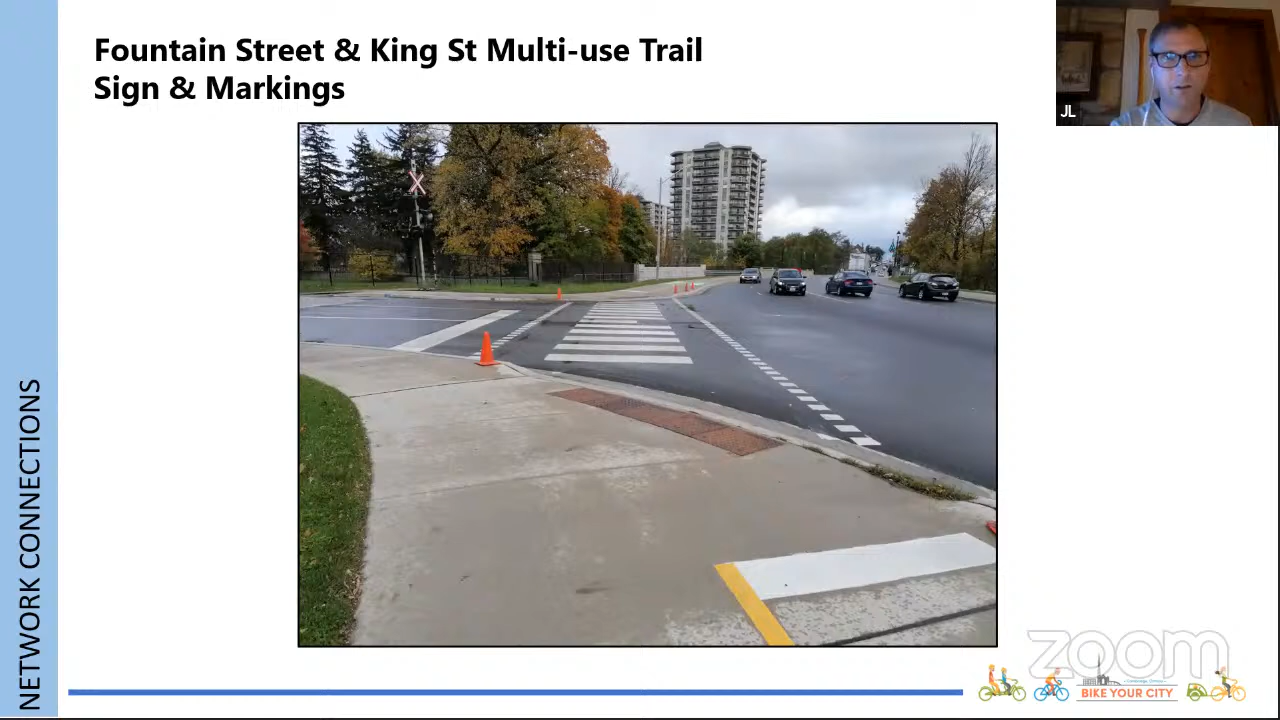 Fountain Street & King St Multi-use Trail
Sign & Markings
JL
NETWORK CONNECTIONS
zoom
BIKE YOUR CITY